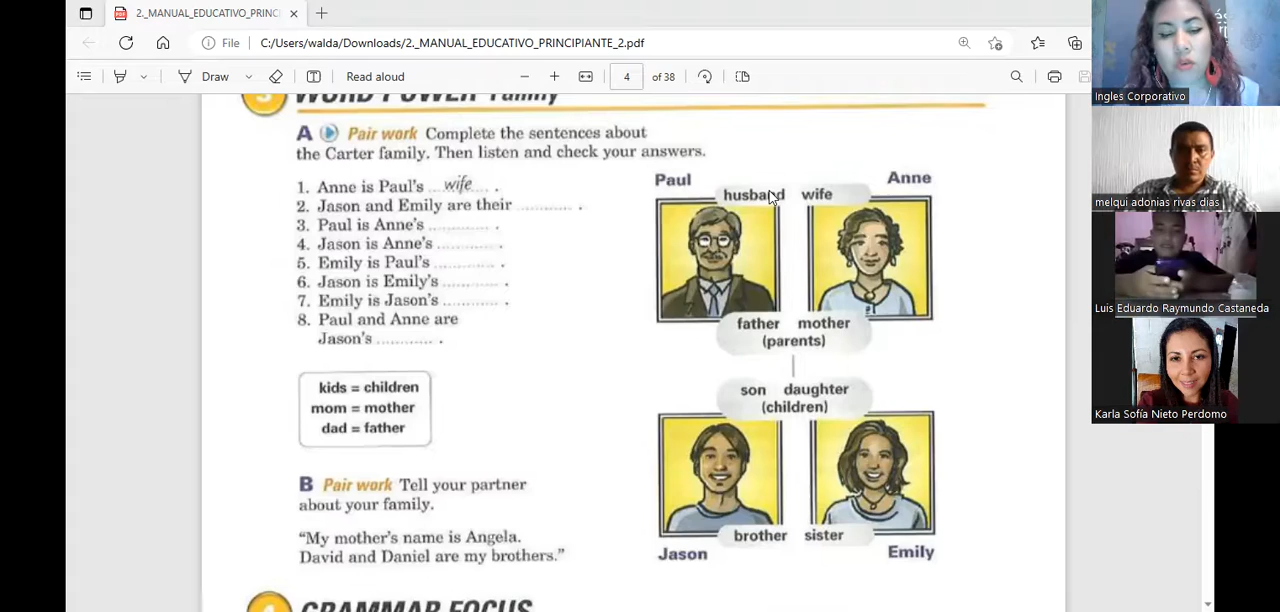 2._MANUAL_EDUCATIVO_PRINCI
File C:/Users/walda/Downloads/2._MANUAL_EDUCATIVO_PRINCIPIANTE_2.pdf
Draw Read aloud 4 of 38
3 WORD POWER Family
A Pair work Complete the sentences about
the Carter family. Then listen and check your answers.
1. Anne is Paul's wife .
2. Jason and Emily are their ............ .
3. Paul is Anne's ............ .
4. Jason is Anne's ............ .
5. Emily is Paul's ............ .
6. Jason is Emily's ............ .
7. Emily is Jason's ............ .
8. Paul and Anne are
Jason's ............ .
kids = children
mom = mother
dad = father
B Pair work Tell your partner
about your family.
"My mother's name is Angela.
David and Daniel are my brothers."
Paul
Anne
husband wife
father mother
(parents)
son daughter
(children)
brother sister
Jason
Emily
4 GRAMMAR FOCUS
Ingles Corporativo
melqui adonias rivas dias
Luis Eduardo Raymundo Castaneda
Karla Sofía Nieto Perdomo